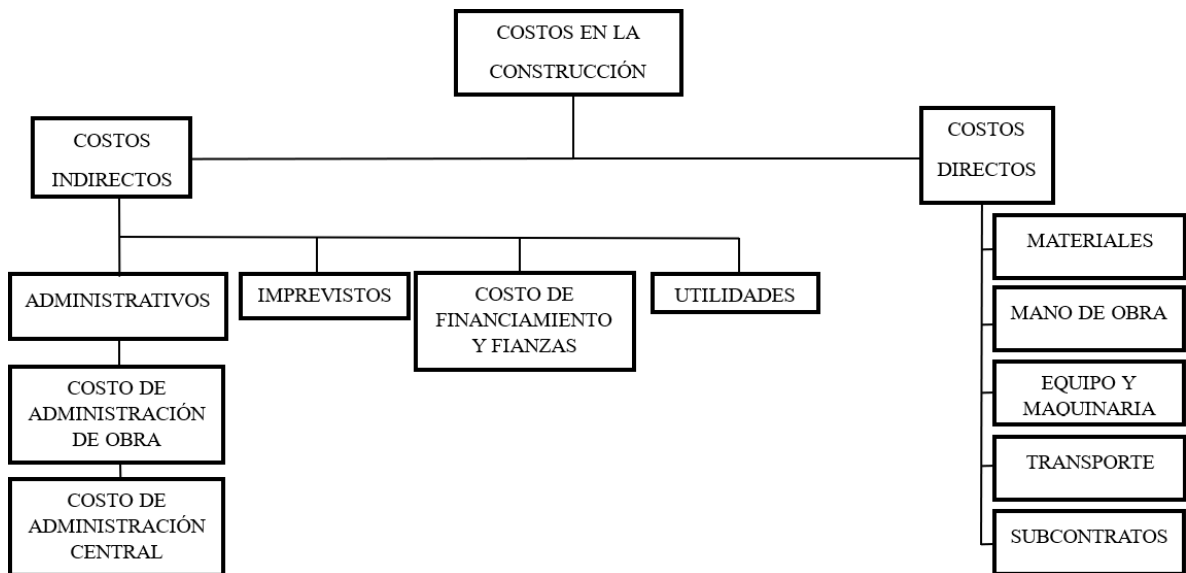 COSTOS EN LA
CONSTRUCCIÓN
COSTOS
INDIRECTOS
COSTOS
DIRECTOS
ADMINISTRATIVOS
IMPREVISTOS
COSTO DE
FINANCIAMIENTO
Y FIANZAS
UTILIDADES
COSTO DE
ADMINISTRACIÓN
DE OBRA
COSTO DE
ADMINISTRACIÓN
CENTRAL
MATERIALES
MANO DE OBRA
EQUIPO Y
MAQUINARIA
TRANSPORTE
SUBCONTRATOS